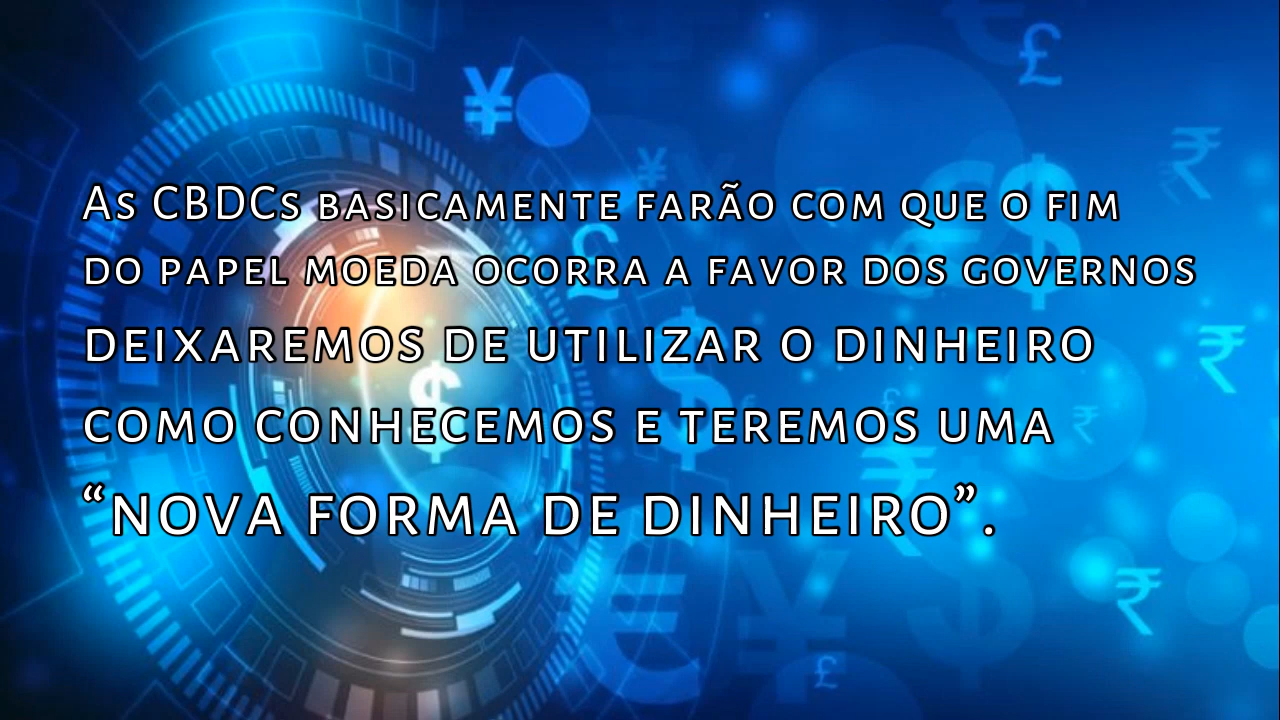 As CBDCs basicamente farão com que o fim
do papel moeda ocorra a favor dos governos
deixaremos de utilizar o dinheiro
como conhecemos e teremos uma
“nova forma de dinheiro”.